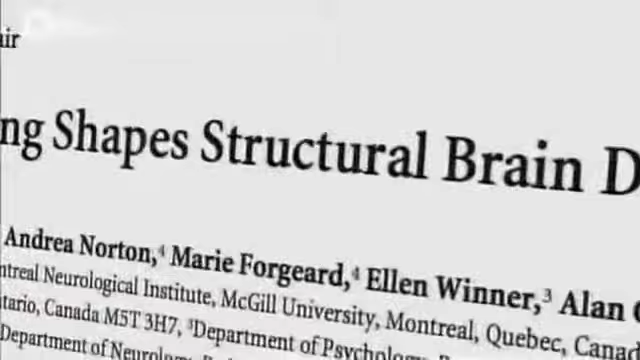 ir
ng Shapes Structural Brain D
Andrea Norton,⁴ Marie Forgeard,⁴ Ellen Winner,³ Alan
ntreal Neurological Institute, McGill University, Montreal, Quebec, Canad
tario, Canada M5T 3H7, ³Department of Psychology,
Department of Neurology,